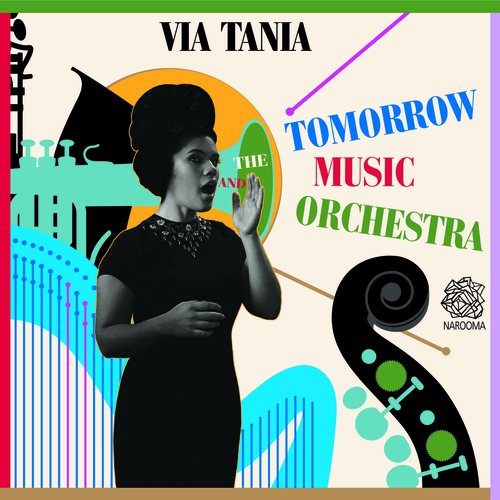 VIA TANIA
AND
THE
TOMORROW
MUSIC
ORCHESTRA
NAROOMA